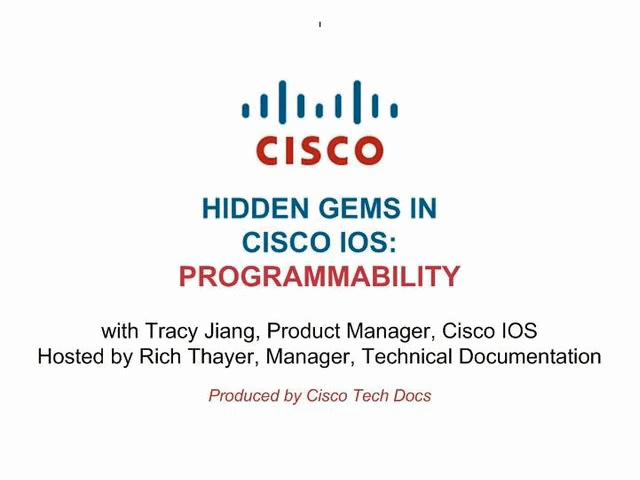 CISCO
HIDDEN GEMS IN
CISCO IOS:
PROGRAMMABILITY
with Tracy Jiang, Product Manager, Cisco IOS
Hosted by Rich Thayer, Manager, Technical Documentation
Produced by Cisco Tech Docs